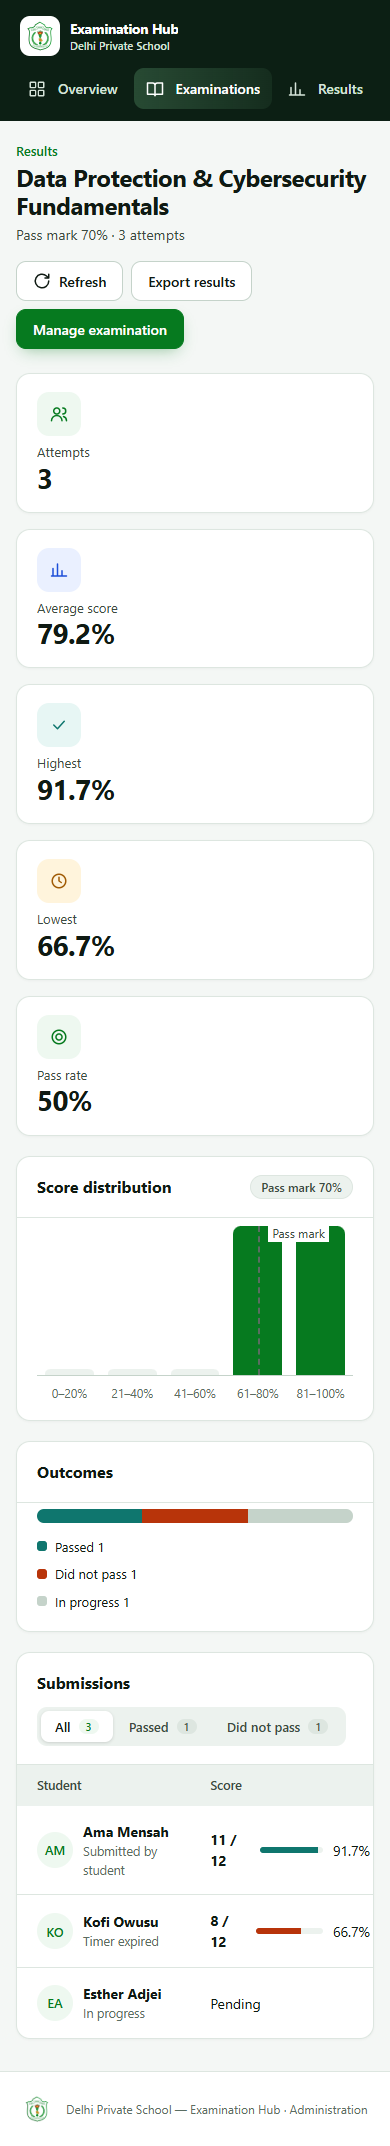 Examination Hub
Delhi Private School
Overview
Examinations
Results
Results
Data Protection & Cybersecurity
Fundamentals
Pass mark 70% · 3 attempts
Refresh
Export results
Manage examination
Attempts
3
Average score
79.2%
Highest
91.7%
Lowest
66.7%
Pass rate
50%
Score distribution
Pass mark 70%
Pass mark
0–20%
21–40%
41–60%
61–80%
81–100%
Outcomes
Passed 1
Did not pass 1
In progress 1
Submissions
All 3
Passed 1
Did not pass 1
Student
Score
AM
Ama Mensah
Submitted by
student
11 /
12
91.7%
KO
Kofi Owusu
Timer expired
8 /
12
66.7%
EA
Esther Adjei
In progress
Pending
Delhi Private School — Examination Hub · Administration